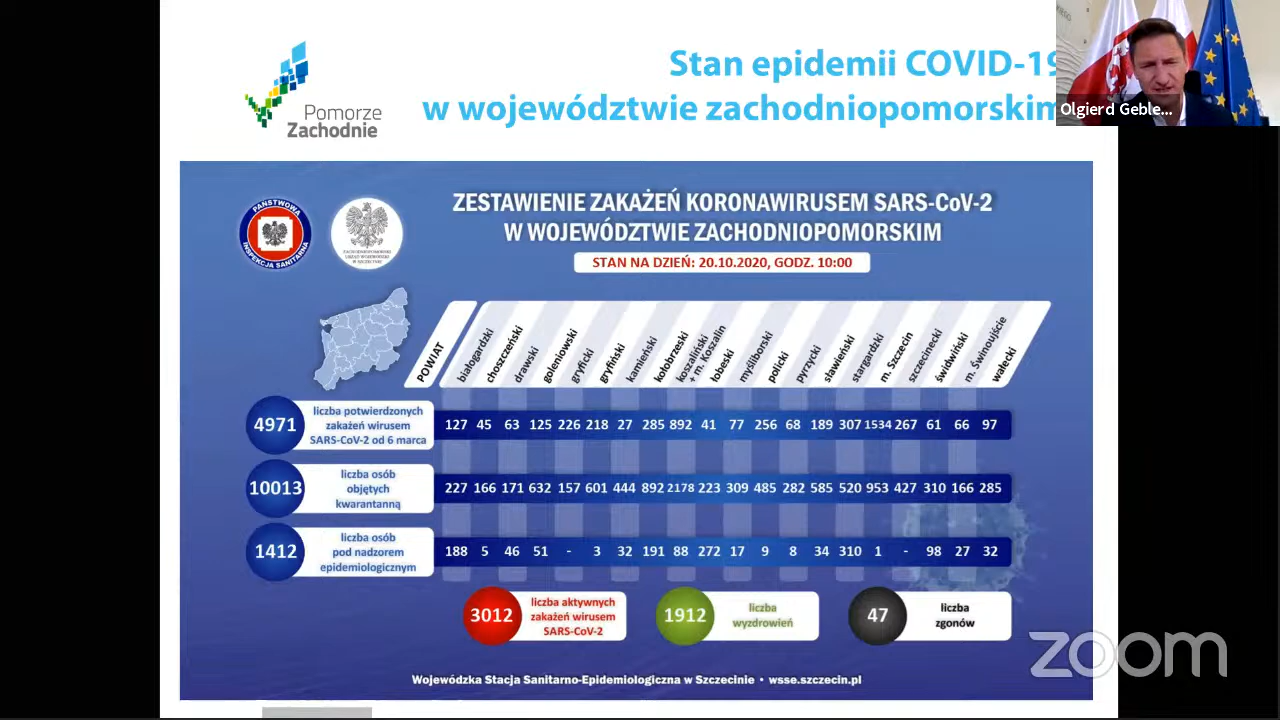 Stan epidemii COVID-19
w województwie zachodniopomorskim
Pomorze
Zachodnie
Olgierd Geble...
PAŃSTWOWA
INSPEKCJA SANITARNA
ZACHODNIOPOMORSKI
URZĄD WOJEWÓDZKI
W SZCZECINIE
ZESTAWIENIE ZAKAŻEŃ KORONAWIRUSEM SARS-CoV-2
W WOJEWÓDZTWIE ZACHODNIOPOMORSKIM
STAN NA DZIEŃ: 20.10.2020, GODZ. 10:00
POWIAT
białogardzki
choszczeński
drawski
goleniowski
gryficki
gryfiński
kamieński
kołobrzeski
koszaliński
+ m. Koszalin
łobeski
myśliborski
policki
pyrzycki
sławieński
stargardzki
m. Szczecin
szczecinecki
świdwiński
m. Świnoujście
wałecki
4971
liczba potwierdzonych
zakażeń wirusem
SARS-CoV-2 od 6 marca
127 45 63 125 226 218 27 285 892 41 77 256 68 189 307 1534 267 61 66 97
10013
liczba osób
objętych
kwarantanną
227 166 171 632 157 601 444 892 2178 223 309 485 282 585 520 953 427 310 166 285
1412
liczba osób
pod nadzorem
epidemiologicznym
188 5 46 51 - 3 32 191 88 272 17 9 8 34 310 1 - 98 27 32
3012
liczba aktywnych
zakażeń wirusem
SARS-CoV-2
1912
liczba
wyzdrowień
47
liczba
zgonów
zoom
Wojewódzka Stacja Sanitarno-Epidemiologiczna w Szczecinie • wsse.szczecin.pl